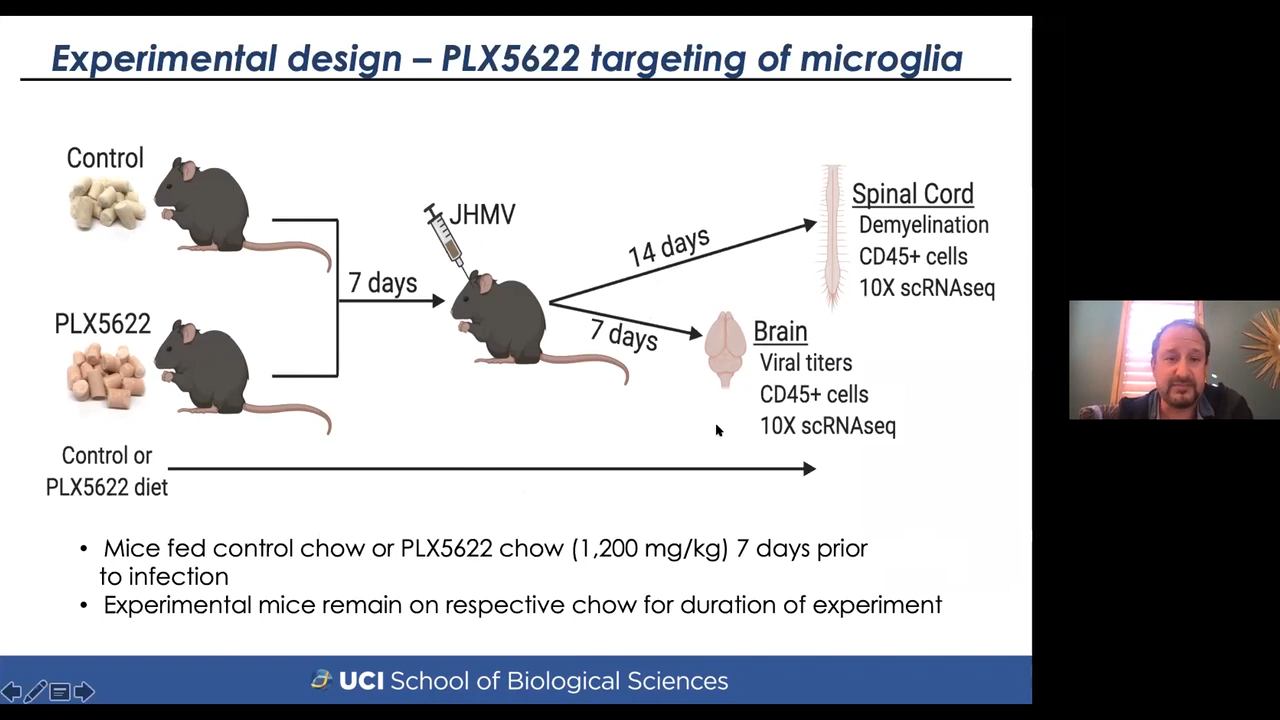 Experimental design – PLX5622 targeting of microglia
Control
PLX5622
7 days
JHMV
14 days
7 days
Spinal Cord
Demyelination
CD45+ cells
10X scRNAseq
Brain
Viral titers
CD45+ cells
10X scRNAseq
Control or
PLX5622 diet
• Mice fed control chow or PLX5622 chow (1,200 mg/kg) 7 days prior
to infection
• Experimental mice remain on respective chow for duration of experiment
UCI School of Biological Sciences